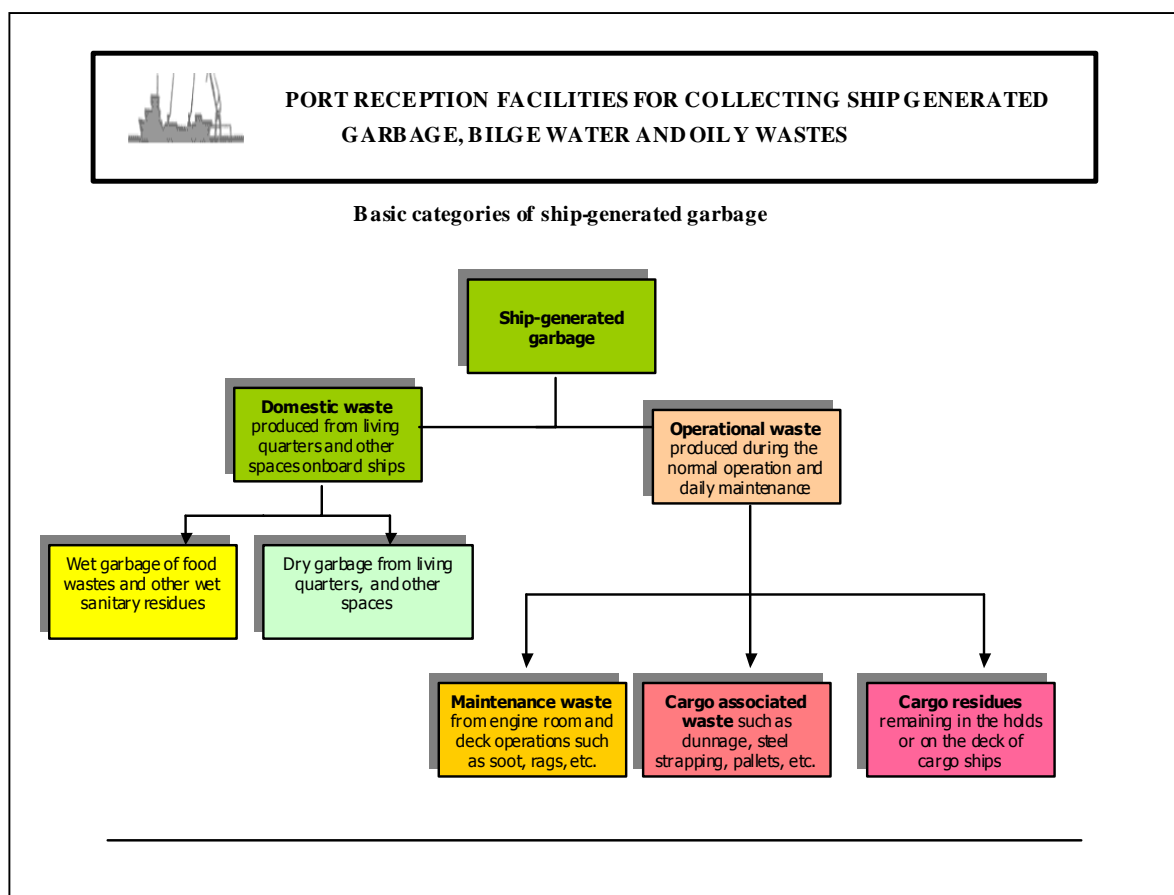 PORT RECEPTION FACILITIES FOR COLLECTING SHIP GENERATED
GARBAGE, BILGE WATER AND OILY WASTES
Basic categories of ship-generated garbage
Ship-generated
garbage
Domestic waste
produced from living
quarters and other
spaces onboard ships
Operational waste
produced during the
normal operation and
daily maintenance
Wet garbage of food
wastes and other wet
sanitary residues
Dry garbage from living
quarters, and other
spaces
Maintenance waste
from engine room and
deck operations such
as soot, rags, etc.
Cargo associated
waste such as
dunnage, steel
strapping, pallets, etc.
Cargo residues
remaining in the holds
or on the deck of
cargo ships